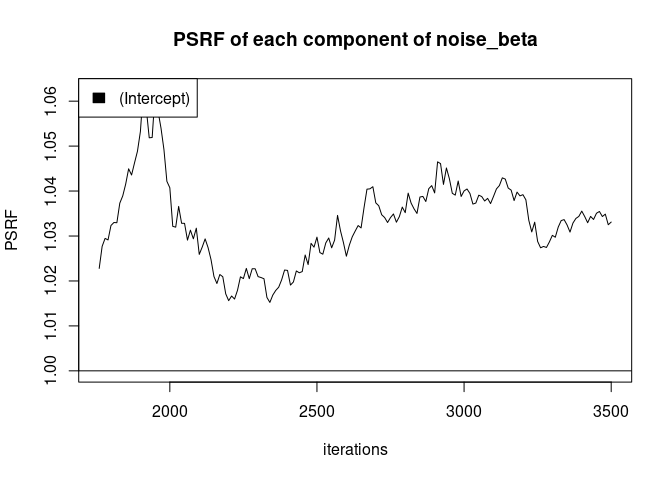 PSRF of each component of noise_beta
(Intercept)
1.06
1.05
1.04
1.03
1.02
1.01
1.00
PSRF
2000 2500 3000 3500
iterations